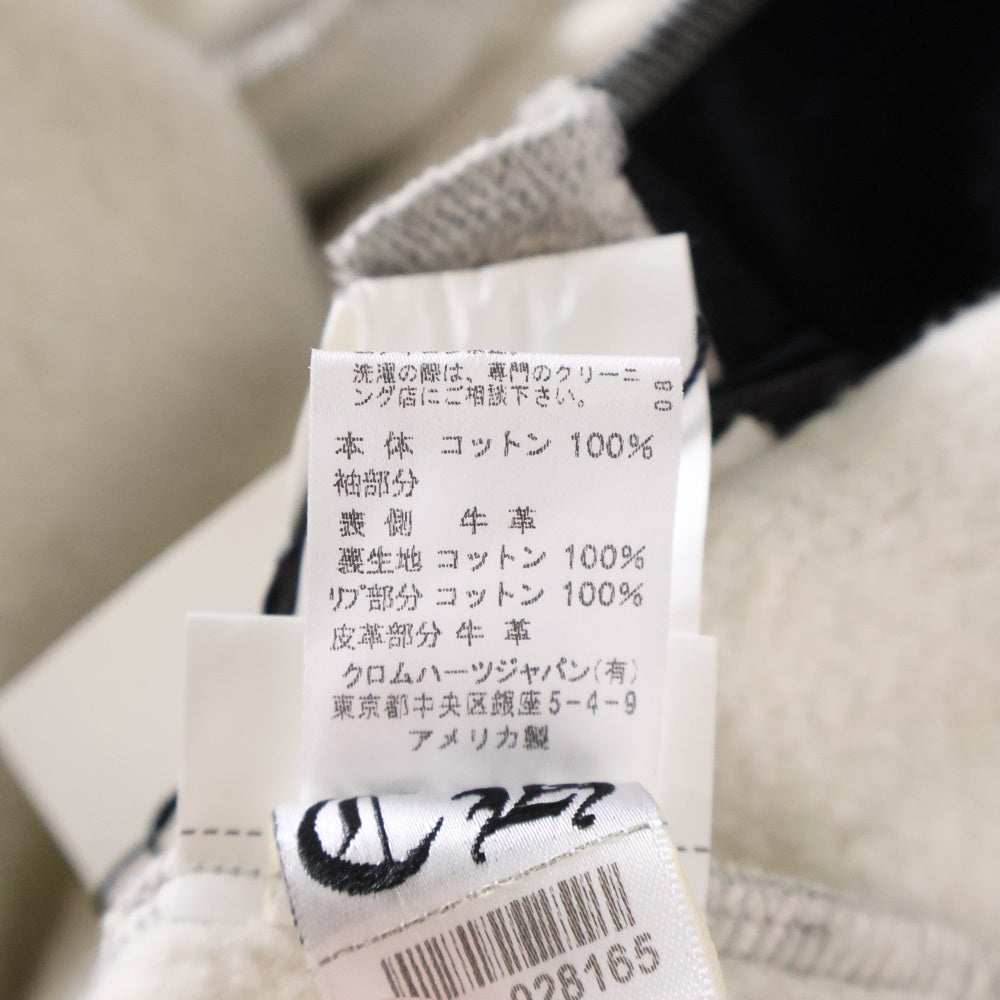 洗濯の際は、専門のクリーニ
ング店にご相談下さい。
60
本 体 コットン 100%
袖部分
表 側 牛 革
裏生地 コットン 100%
リブ部分 コットン 100%
皮革部分 牛 革
クロムハーツジャパン(有)
東京都中央区銀座5-4-9
アメリカ製
028165